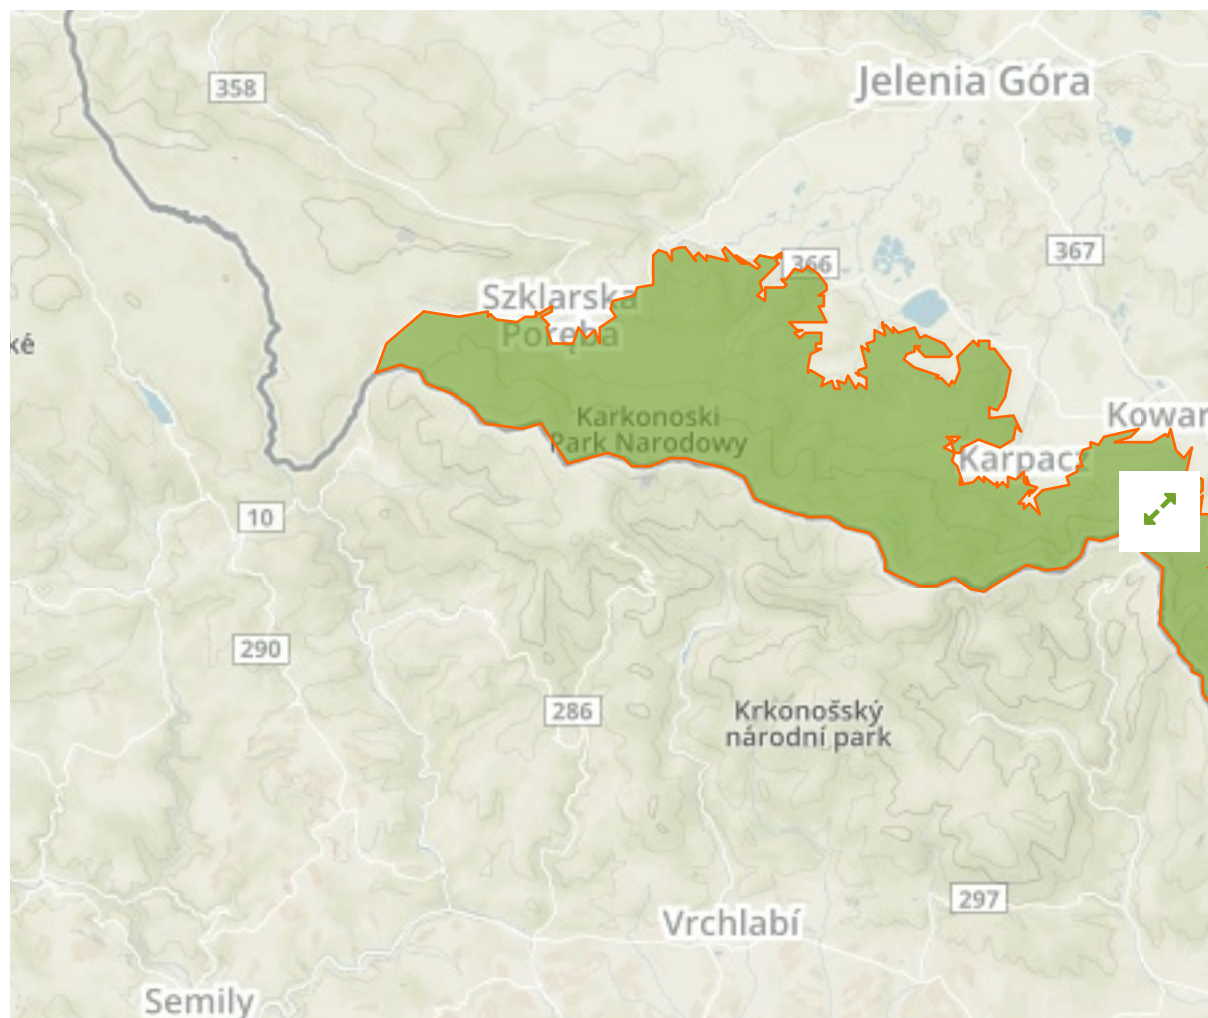 358
Jelenia Góra
367
366
Szklarska
Poręba
ké
Karkonoski
Park Narodowy
Kowar
Karpacz
10
290
286
Krkonošský
národní park
297
Vrchlabí
Semily